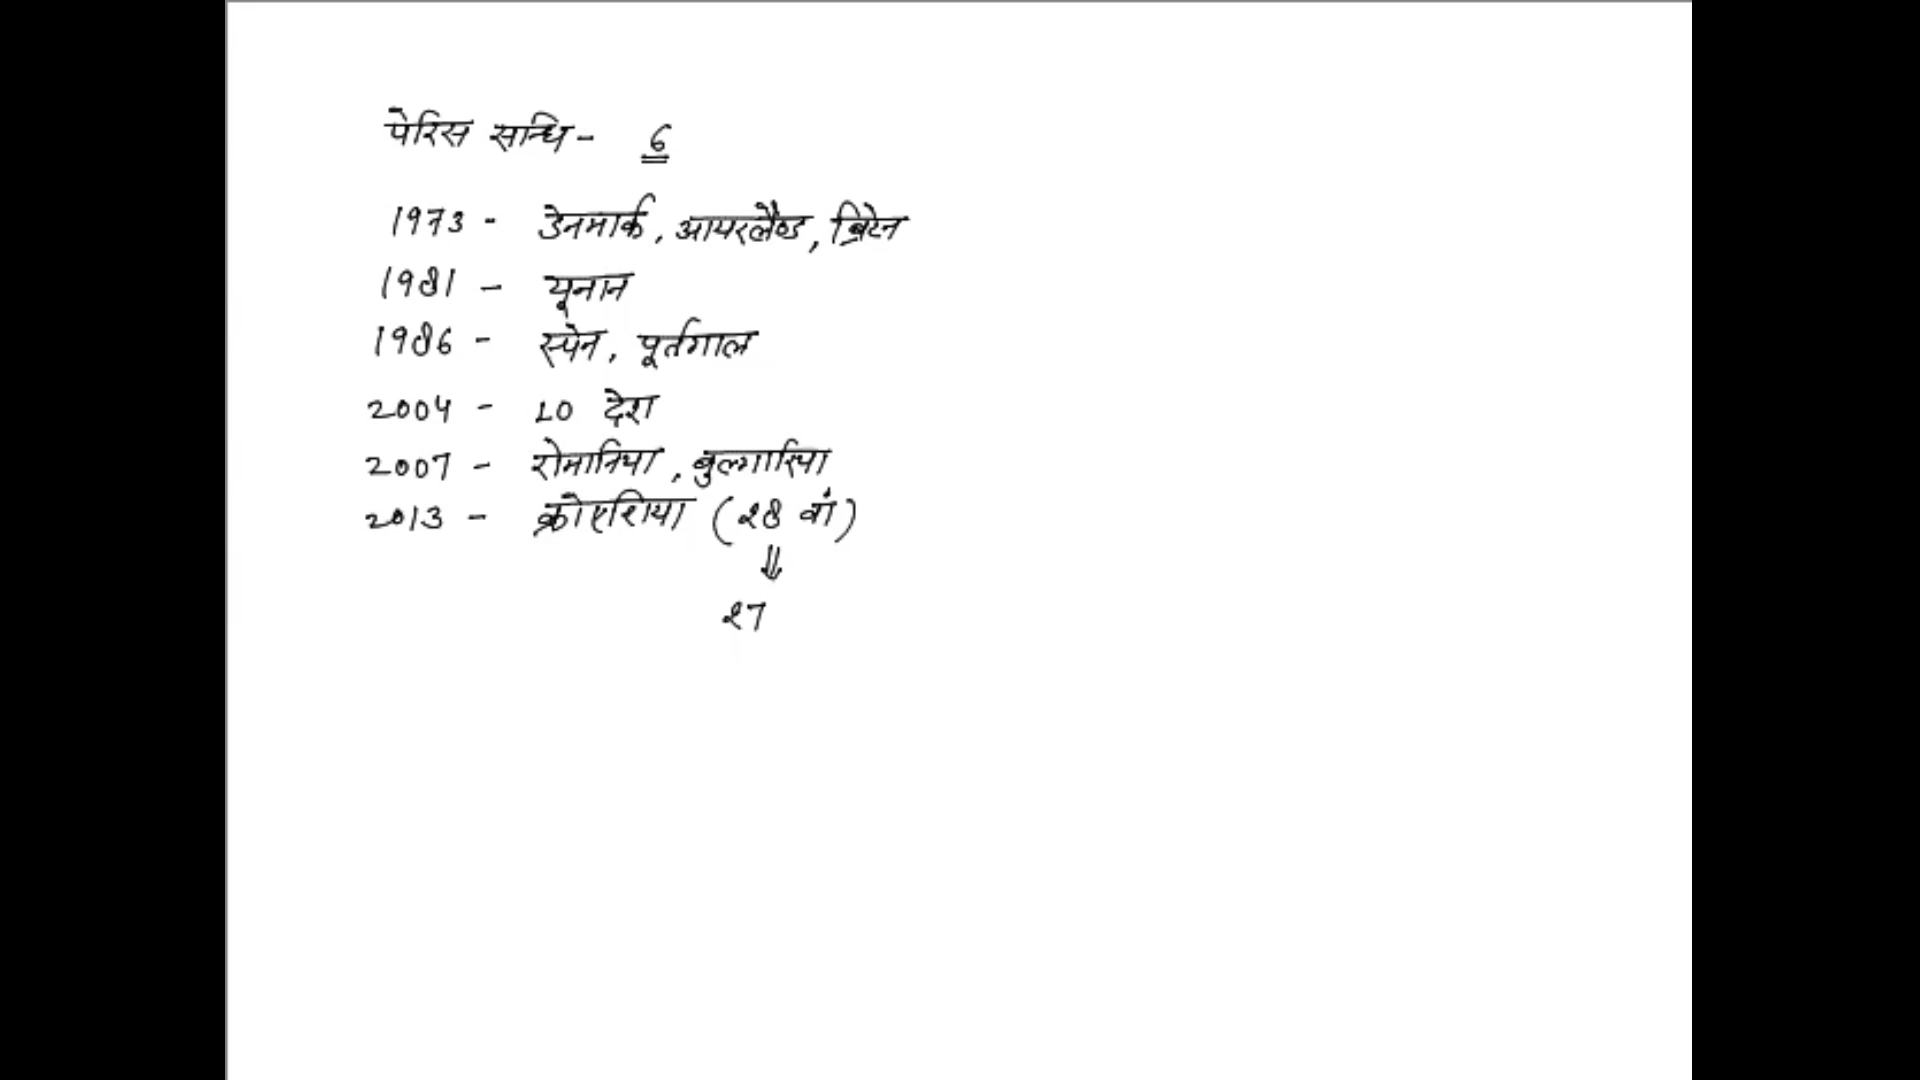 पेरिस सन्धि - 6
1973 - डेनमार्क, आयरलैण्ड, ब्रिटेन
1981 - यूनान
1986 - स्पेन, पूर्तगाल
2004 - 10 देश
2007 - रोमानिया, बुल्गारिया
2013 - क्रोएशिया (28 वां)
⇓
27